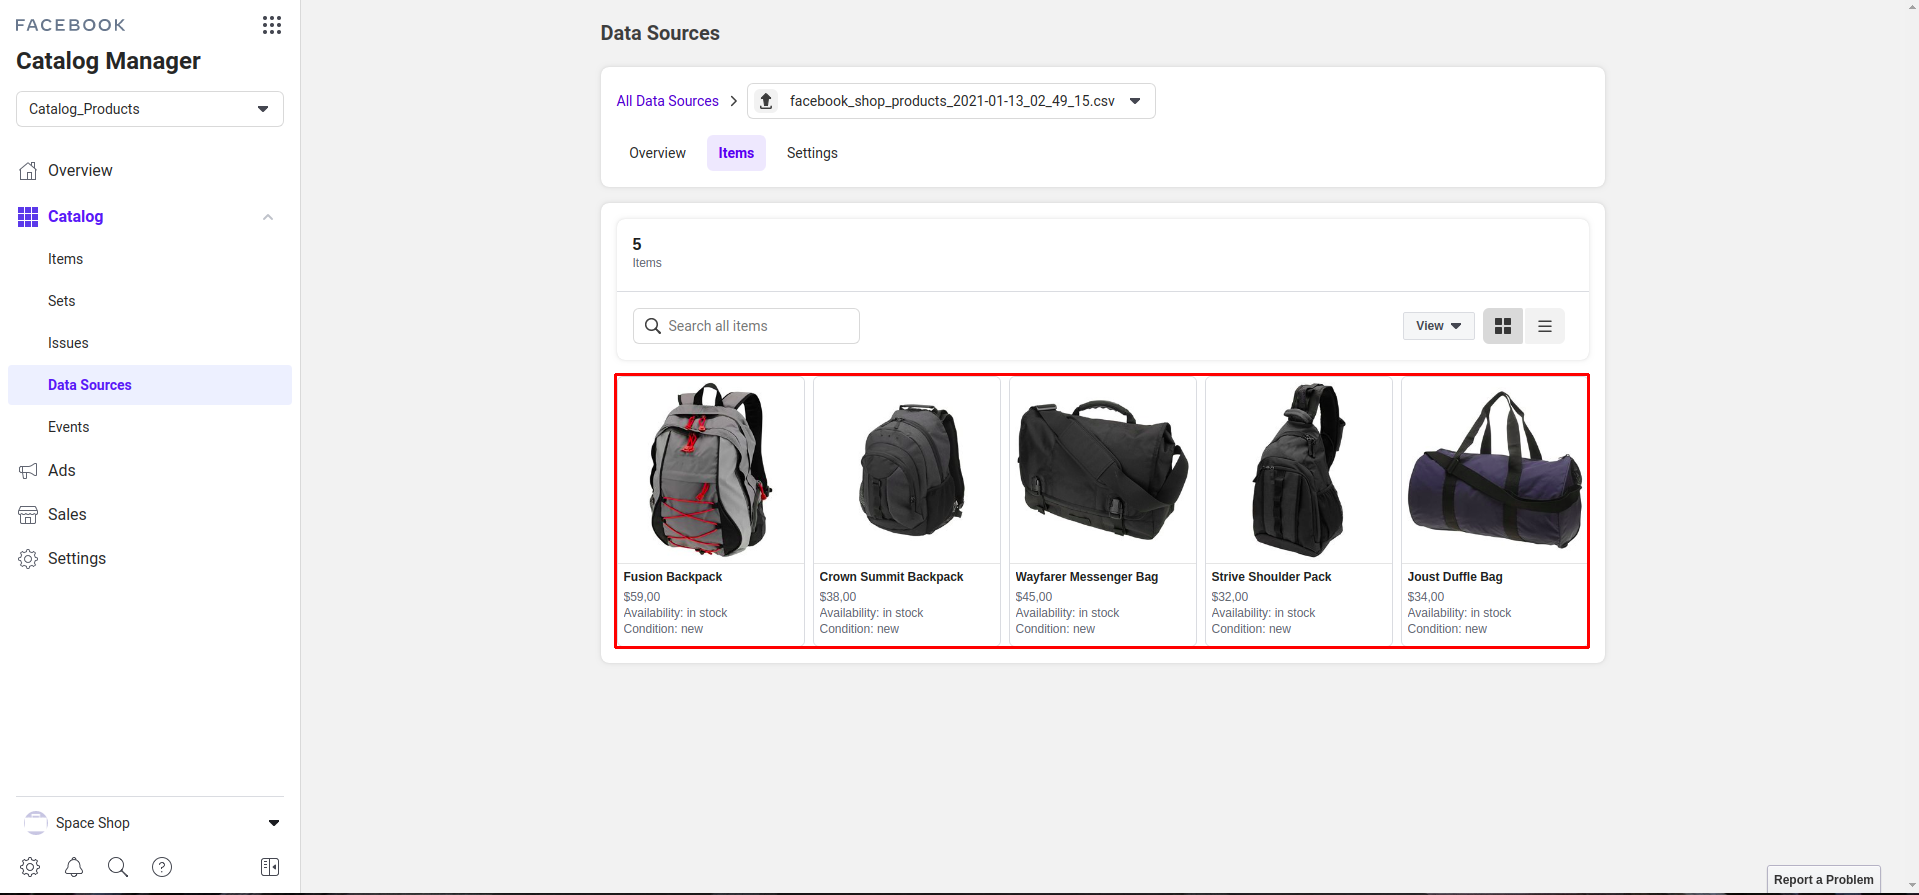 FACEBOOK
Catalog Manager
Catalog_Products
Overview
Catalog
Items
Sets
Issues
Data Sources
Events
Ads
Sales
Settings
Space Shop
Data Sources
All Data Sources
facebook_shop_products_2021-01-13_02_49_15.csv
Overview Items Settings
5
Items
Search all items
View
Fusion Backpack
$59,00
Availability: in stock
Condition: new
Crown Summit Backpack
$38,00
Availability: in stock
Condition: new
Wayfarer Messenger Bag
$45,00
Availability: in stock
Condition: new
Strive Shoulder Pack
$32,00
Availability: in stock
Condition: new
Joust Duffle Bag
$34,00
Availability: in stock
Condition: new
Report a Problem